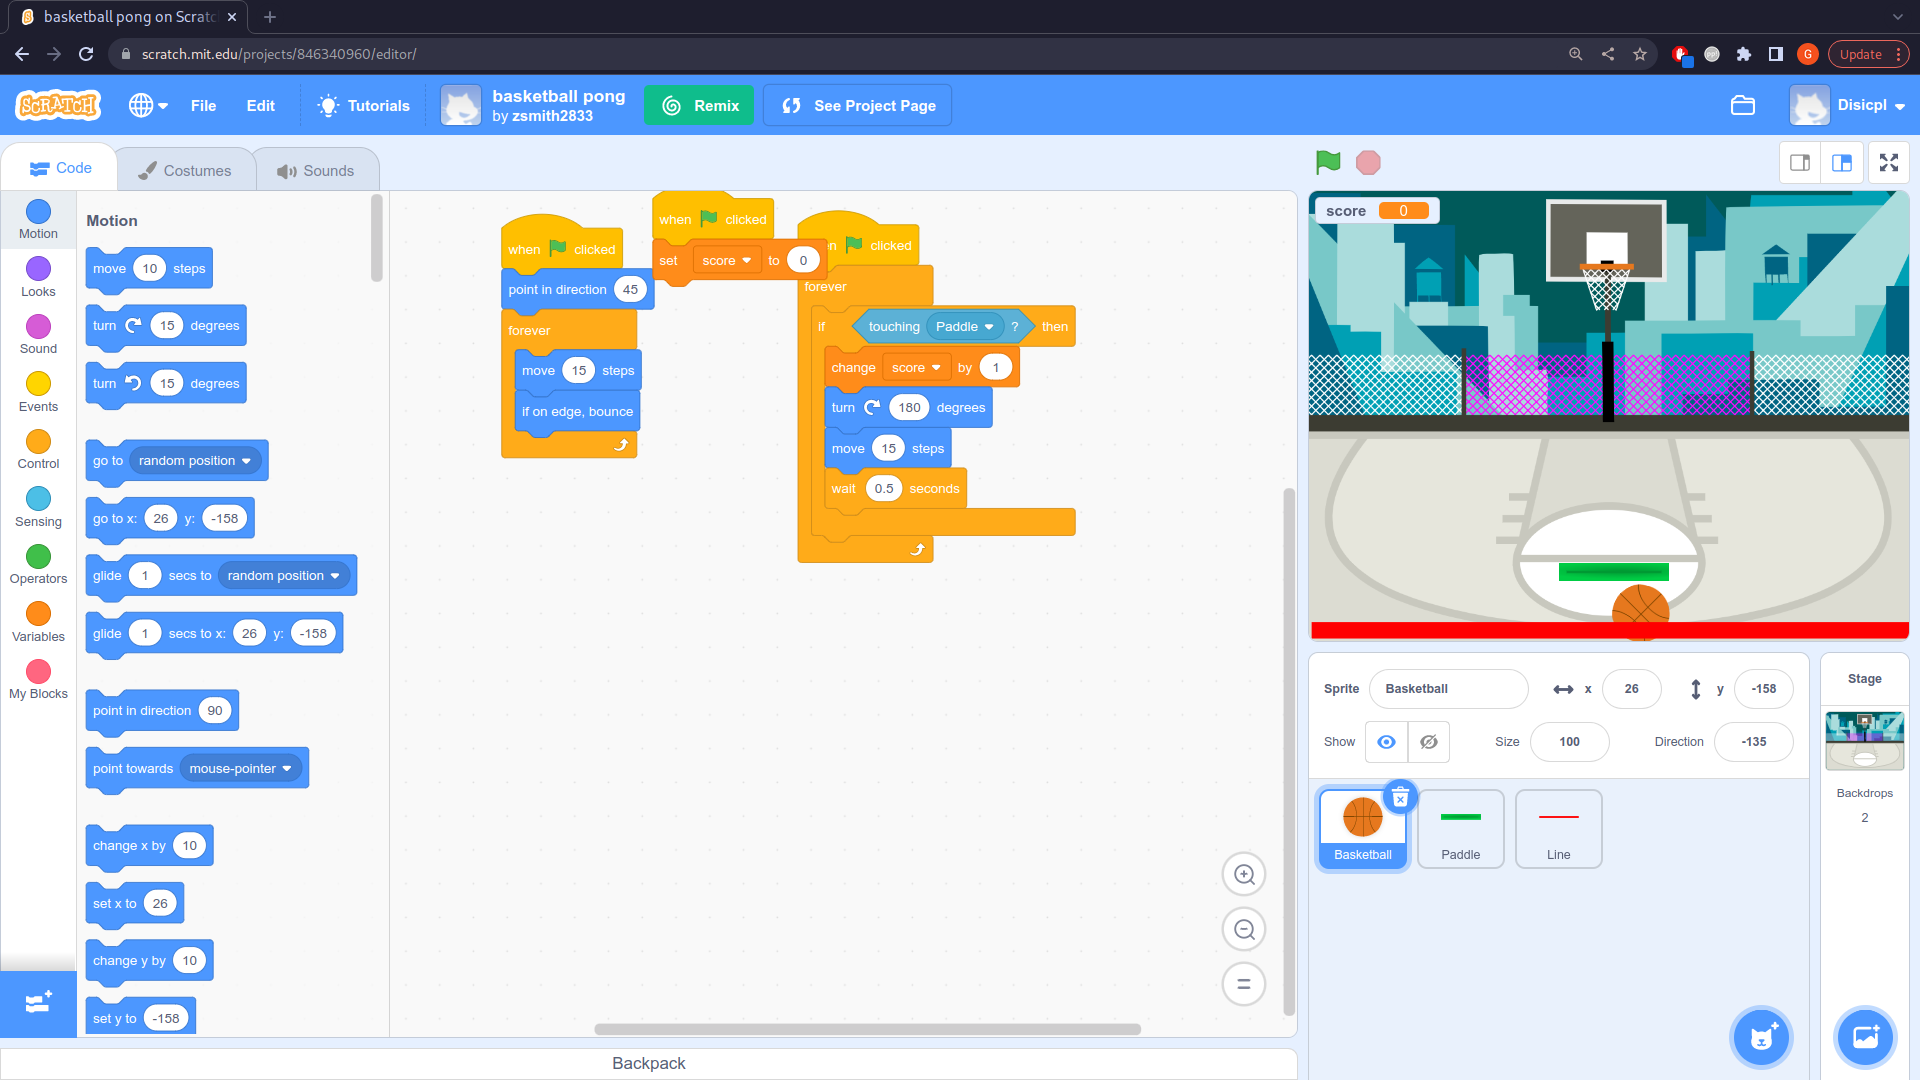 basketball pong on Scratc
scratch.mit.edu/projects/846340960/editor/
G
Update
SCRATCH
File
Edit
Tutorials
basketball pong
by zsmith2833
Remix
See Project Page
Disicpl
Code
Costumes
Sounds
Motion
Looks
Sound
Events
Control
Sensing
Operators
Variables
My Blocks
Motion
move 10 steps
turn 15 degrees
turn 15 degrees
go to random position
go to x: 26 y: -158
glide 1 secs to random position
glide 1 secs to x: 26 y: -158
point in direction 90
point towards mouse-pointer
change x by 10
set x to 26
change y by 10
set y to -158
when clicked
point in direction 45
forever
move 15 steps
if on edge, bounce
when clicked
set score to 0
n clicked
forever
if touching Paddle ? then
change score by 1
turn 180 degrees
move 15 steps
wait 0.5 seconds
score 0
Sprite Basketball x 26 y -158
Show Size 100 Direction -135
Basketball
Paddle
Line
Stage
Backdrops
2
Backpack